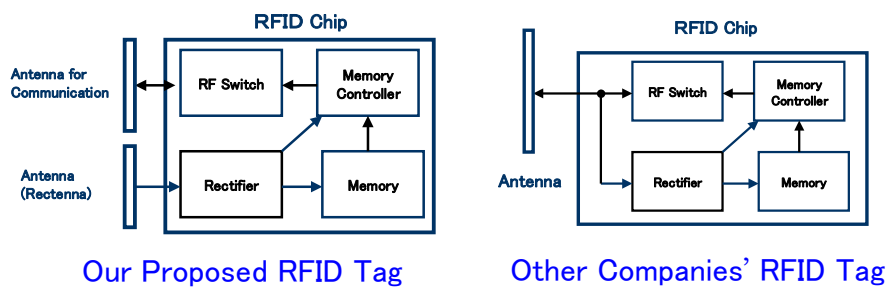 RFID Chip
Antenna for
Communication
RF Switch
Memory
Controller
Antenna
(Rectenna)
Rectifier
Memory
Our Proposed RFID Tag
RFID Chip
RF Switch
Memory
Controller
Antenna
Rectifier
Memory
Other Companies’ RFID Tag